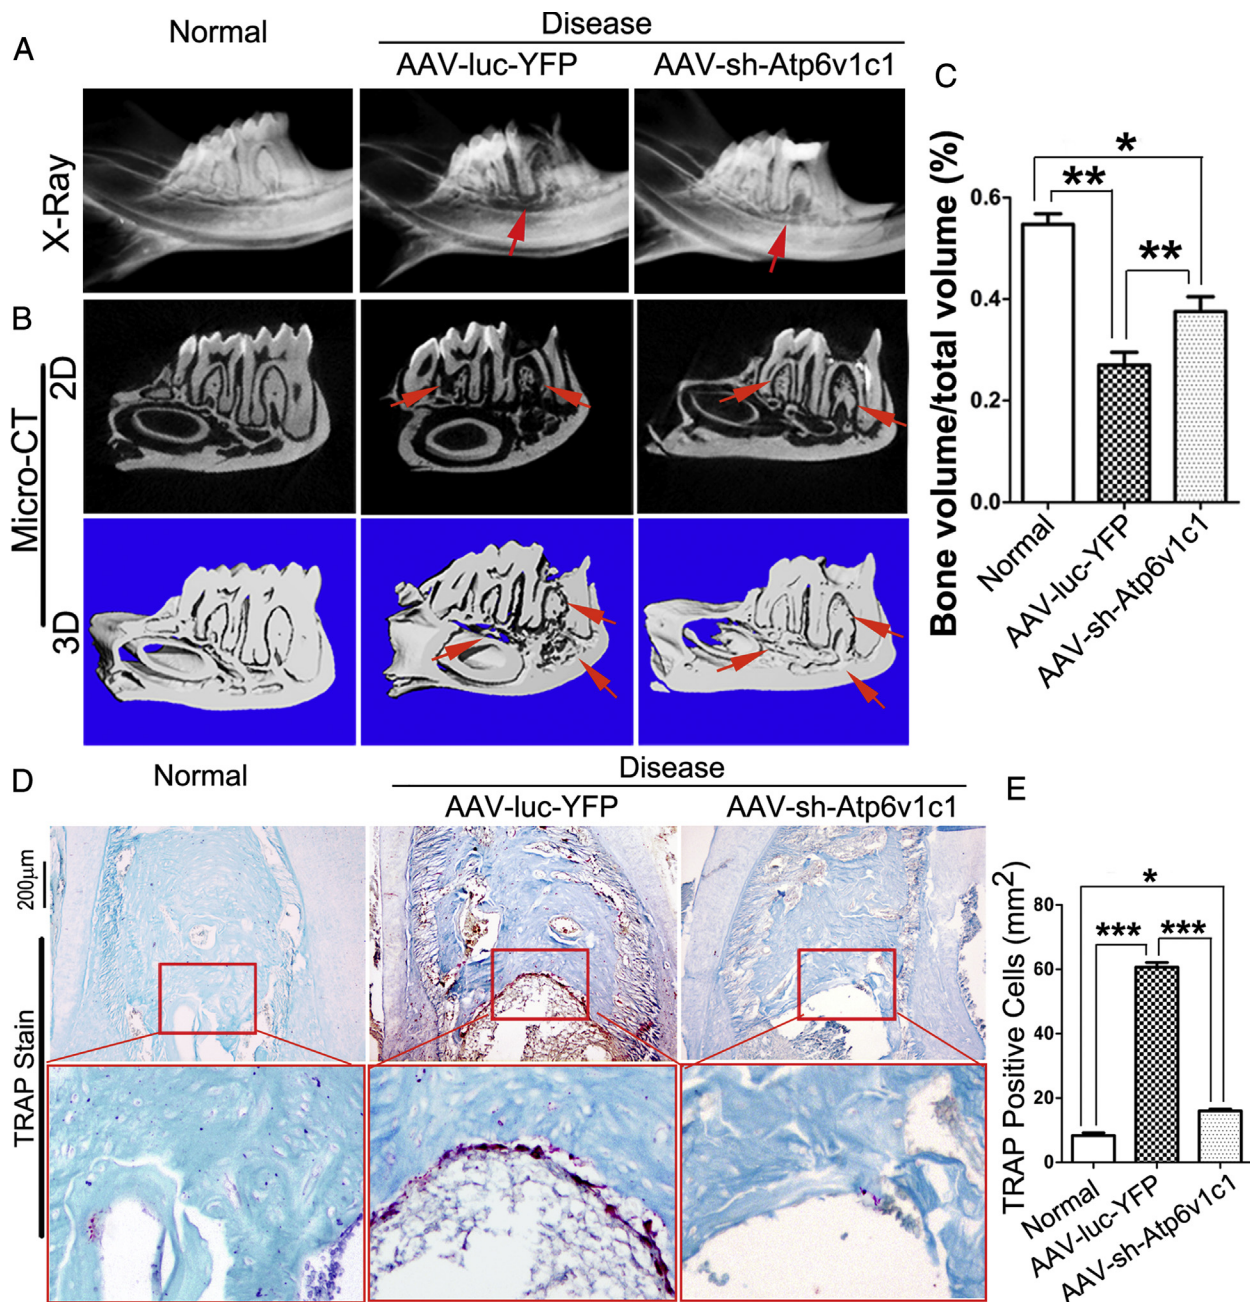 A
Normal
Disease
AAV-luc-YFP
AAV-sh-Atp6v1c1
X-Ray
B
Micro-CT
2D
3D
C
Bone volume/total volume (%)
0.6
0.4
0.2
0.0
*
**
**
Normal
AAV-luc-YFP
AAV-sh-Atp6v1c1
D
Normal
Disease
AAV-luc-YFP
AAV-sh-Atp6v1c1
200µm
TRAP Stain
E
TRAP Positive Cells (mm²)
80
60
40
20
0
*
***
***
Normal
AAV-luc-YFP
AAV-sh-Atp6v1c1